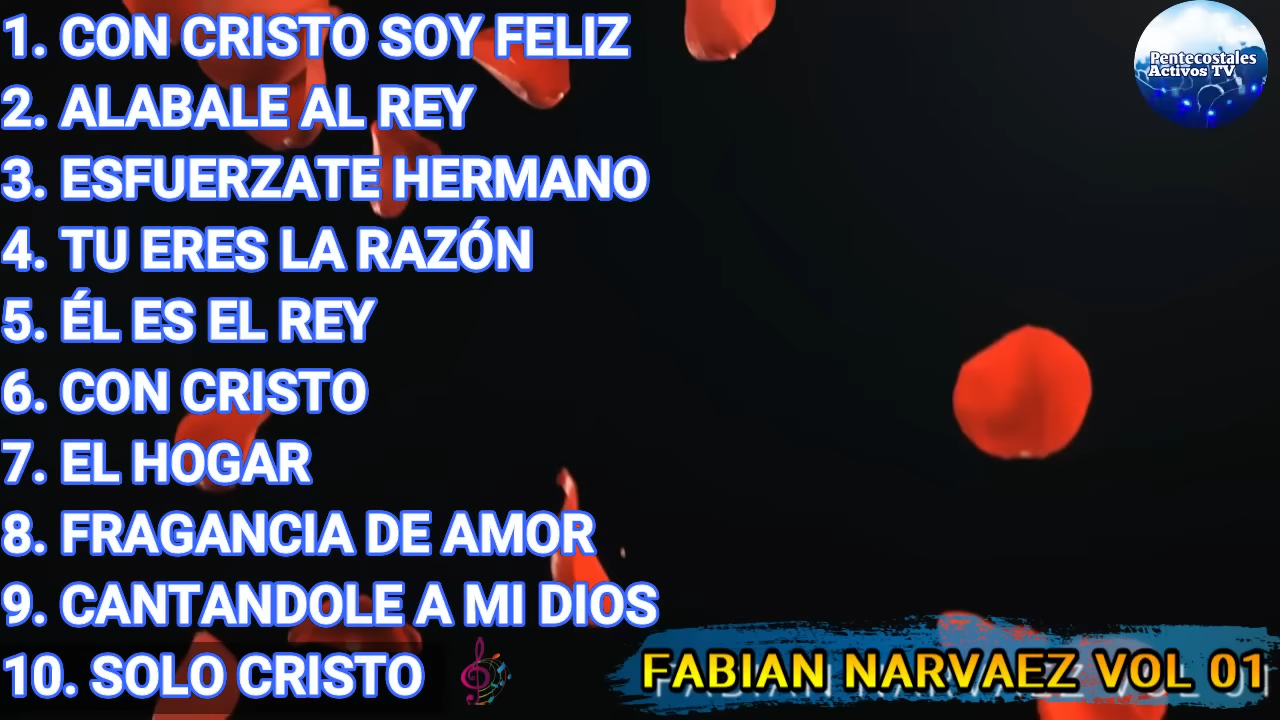 1. CON CRISTO SOY FELIZ
2. ALABALE AL REY
3. ESFUERZATE HERMANO
4. TU ERES LA RAZÓN
5. ÉL ES EL REY
6. CON CRISTO
7. EL HOGAR
8. FRAGANCIA DE AMOR
9. CANTANDOLE A MI DIOS
10. SOLO CRISTO
Pentecostales
Activos TV
FABIAN NARVAEZ VOL 01